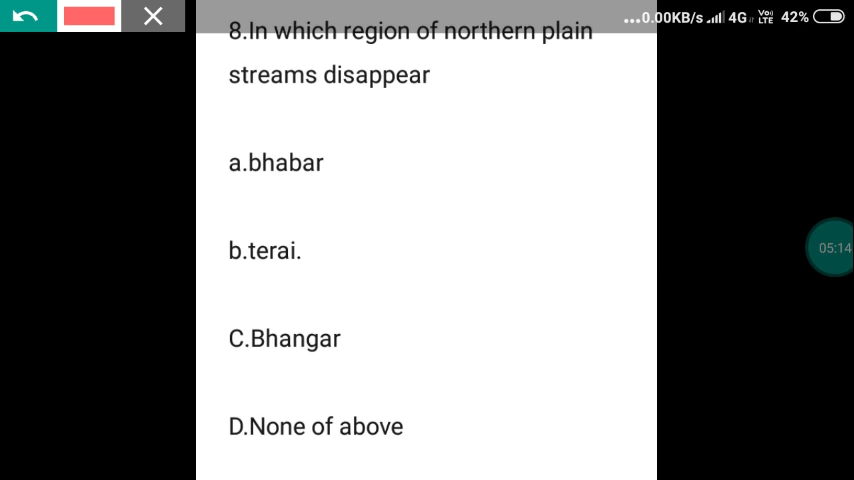 ...0.00KB/s 4G VoLTE 42%
8.In which region of northern plain
streams disappear
a.bhabar
b.terai.
05:14
C.Bhangar
D.None of above